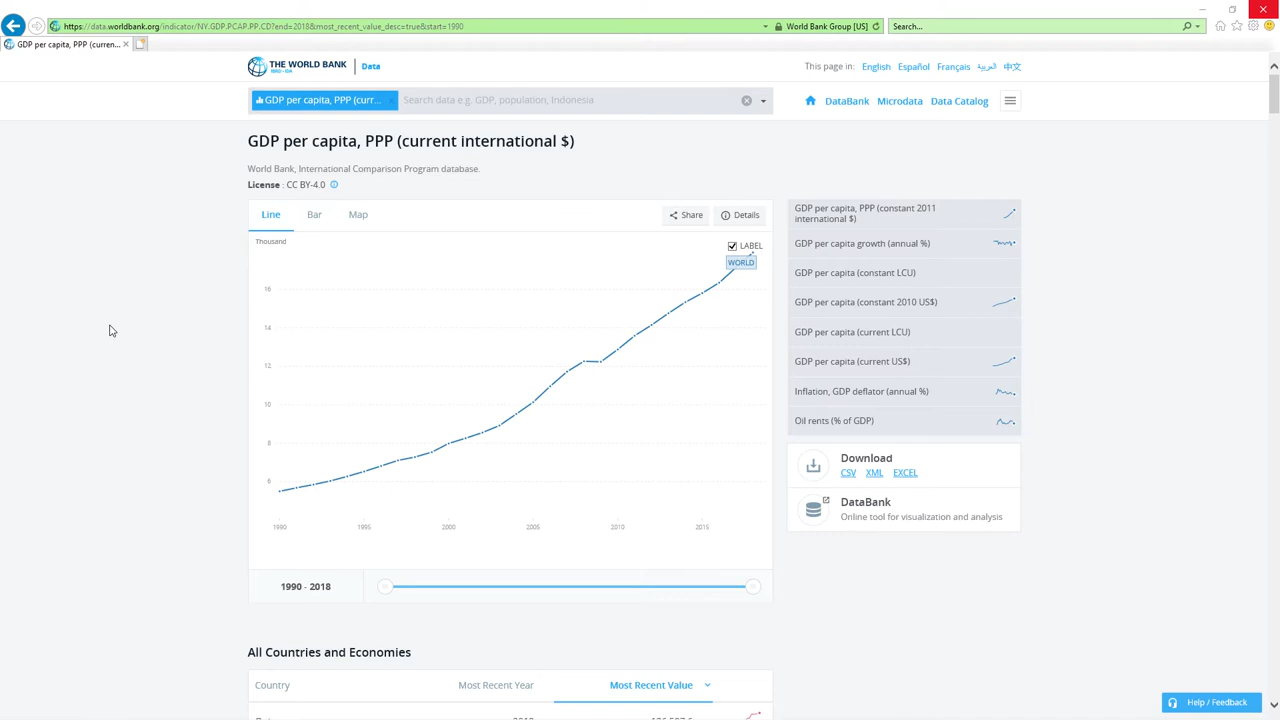 https://data.worldbank.org/indicator/NY.GDP.PCAP.PP.CD?end=2018&most_recent_value_desc=true&start=1990
World Bank Group [US]
Search...
GDP per capita, PPP (curren...
THE WORLD BANK
IBRD • IDA
Data
This page in: English Español Français العربية 中文
GDP per capita, PPP (curr...
Search data e.g. GDP, population, Indonesia
DataBank Microdata Data Catalog
GDP per capita, PPP (current international $)
World Bank, International Comparison Program database.
License : CC BY-4.0
Line Bar Map
Share Details
Thousand
LABEL
WORLD
16
14
12
10
8
6
1990 1995 2000 2005 2010 2015
1990 - 2018
GDP per capita, PPP (constant 2011
international $)
GDP per capita growth (annual %)
GDP per capita (constant LCU)
GDP per capita (constant 2010 US$)
GDP per capita (current LCU)
GDP per capita (current US$)
Inflation, GDP deflator (annual %)
Oil rents (% of GDP)
Download
CSV XML EXCEL
DataBank
Online tool for visualization and analysis
All Countries and Economies
Country Most Recent Year Most Recent Value
Help / Feedback